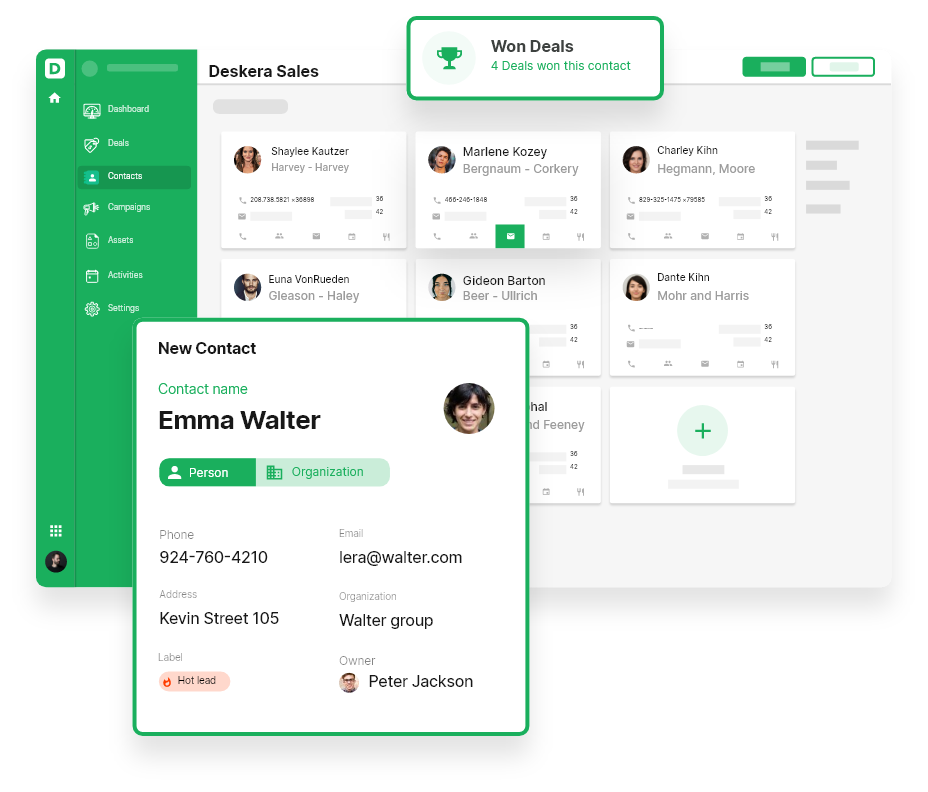 Won Deals
4 Deals won this contact
D
Deskera Sales
Dashboard
Deals
Contacts
Campaigns
Assets
Activities
Settings
Shaylee Kautzer
Harvey - Harvey
208.738.5821 x36898
36
42
Marlene Kozey
Bergnaum - Corkery
466-246-1848
36
42
Charley Kihn
Hegmann, Moore
829-325-1475 x79585
36
42
Euna VonRueden
Gleason - Haley
Gideon Barton
Beer - Ullrich
36
42
Dante Kihn
Mohr and Harris
36
42
hal
nd Feeney
36
42
New Contact
Contact name
Emma Walter
Person
Organization
Phone
924-760-4210
Email
lera@walter.com
Address
Kevin Street 105
Organization
Walter group
Label
Hot lead
Owner
Peter Jackson